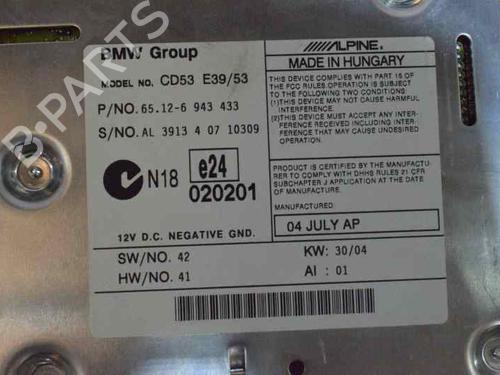 BMW Group
MODEL NO. CD53 E39/53
P/NO. 65.12-6 943 433
S/NO. AL 3913 4 07 10309
N18
e24
020201
12V D.C. NEGATIVE GND.
SW/NO. 42
HW/NO. 41
ALPINE
MADE IN HUNGARY
THIS DEVICE COMPLIES WITH PART 15 OF
THE FCC RULES. OPERATION IS SUBJECT TO
THE FOLLOWING TWO CONDITIONS:
(1)THIS DEVICE MAY NOT CAUSE HARMFUL
INTERFERENCE, AND
(2)THIS DEVICE MUST ACCEPT ANY INTER-
FERENCE RECEIVED, INCLUDING INTER-
FERENCE THAT MAY CAUSE UNDESIRED
OPERATION.
PRODUCT IS CERTIFIED BY THE MANUFACTURER
TO COMPLY WITH DHHS RULES 21 CFR
SUBCHAPTER J APPLICABLE AT DATE OF
MANUFACTURE.
04 JULY AP
KW: 30/04
AI : 01
B-PARTS